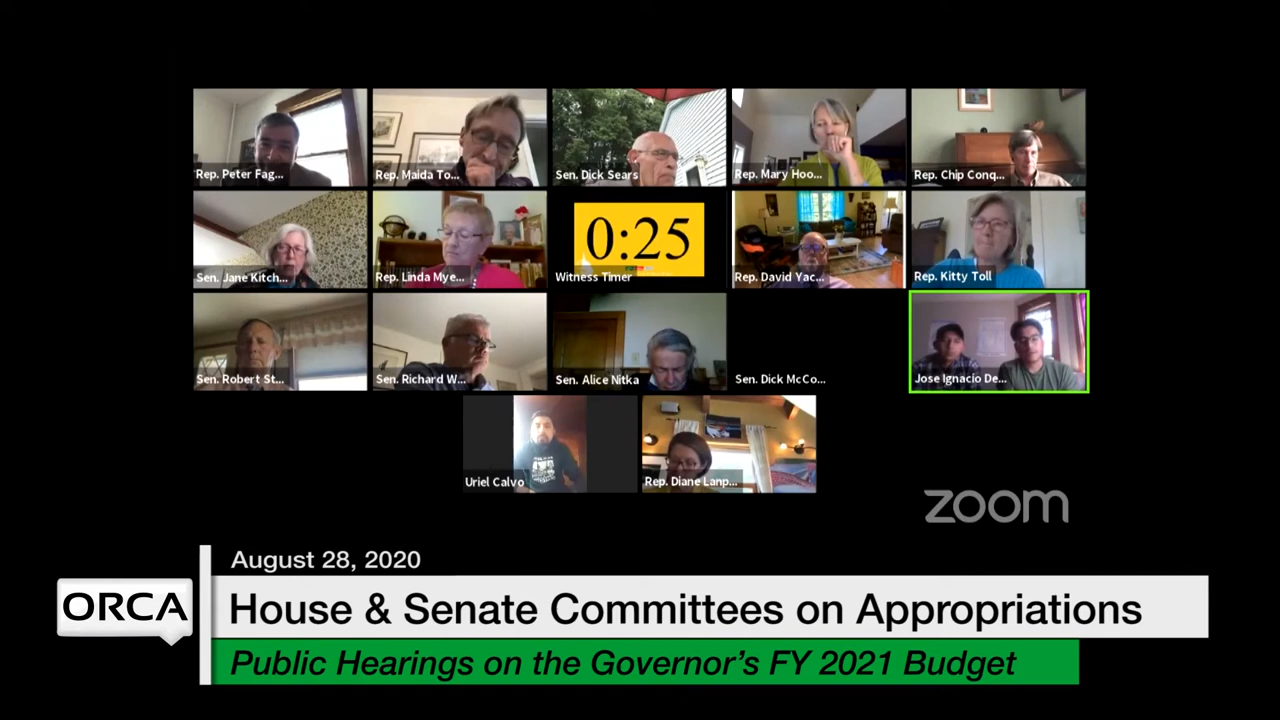 Rep. Peter Fag...
Rep. Maida To...
Sen. Dick Sears
Rep. Mary Hoo...
Rep. Chip Conq...
Sen. Jane Kitch...
Rep. Linda Mye...
0:25
Witness Timer
Rep. David Yac...
Rep. Kitty Toll
Sen. Robert St...
Sen. Richard W...
Sen. Alice Nitka
Sen. Dick McCo...
Jose Ignacio De...
Uriel Calvo
Rep. Diane Lanp...
zoom
August 28, 2020
ORCA
House & Senate Committees on Appropriations
Public Hearings on the Governor's FY 2021 Budget